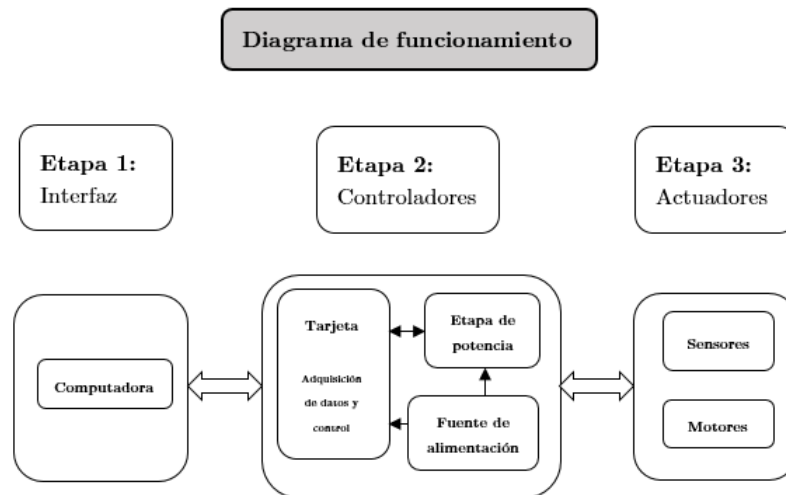 Diagrama de funcionamiento
Etapa 1:
Interfaz
Etapa 2:
Controladores
Etapa 3:
Actuadores
Computadora
Tarjeta
Adquisición
de datos y
control
Etapa de
potencia
Fuente de
alimentación
Sensores
Motores